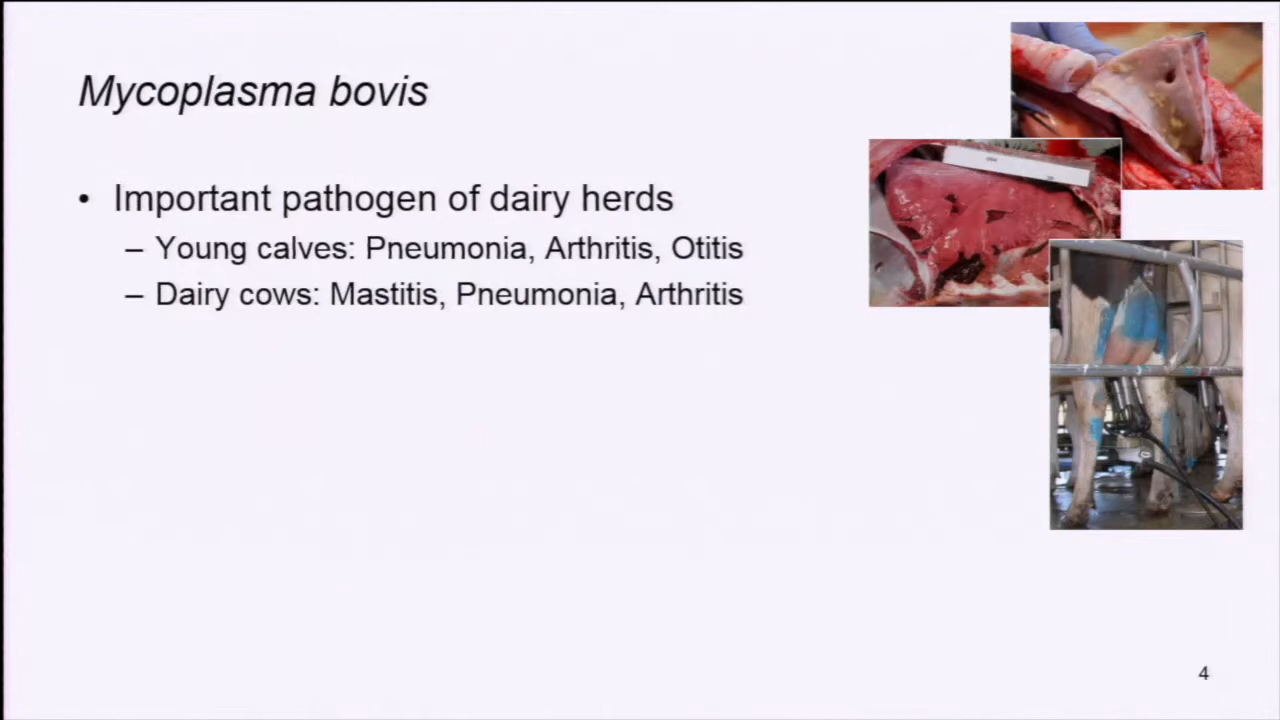 Mycoplasma bovis
• Important pathogen of dairy herds
– Young calves: Pneumonia, Arthritis, Otitis
– Dairy cows: Mastitis, Pneumonia, Arthritis
4